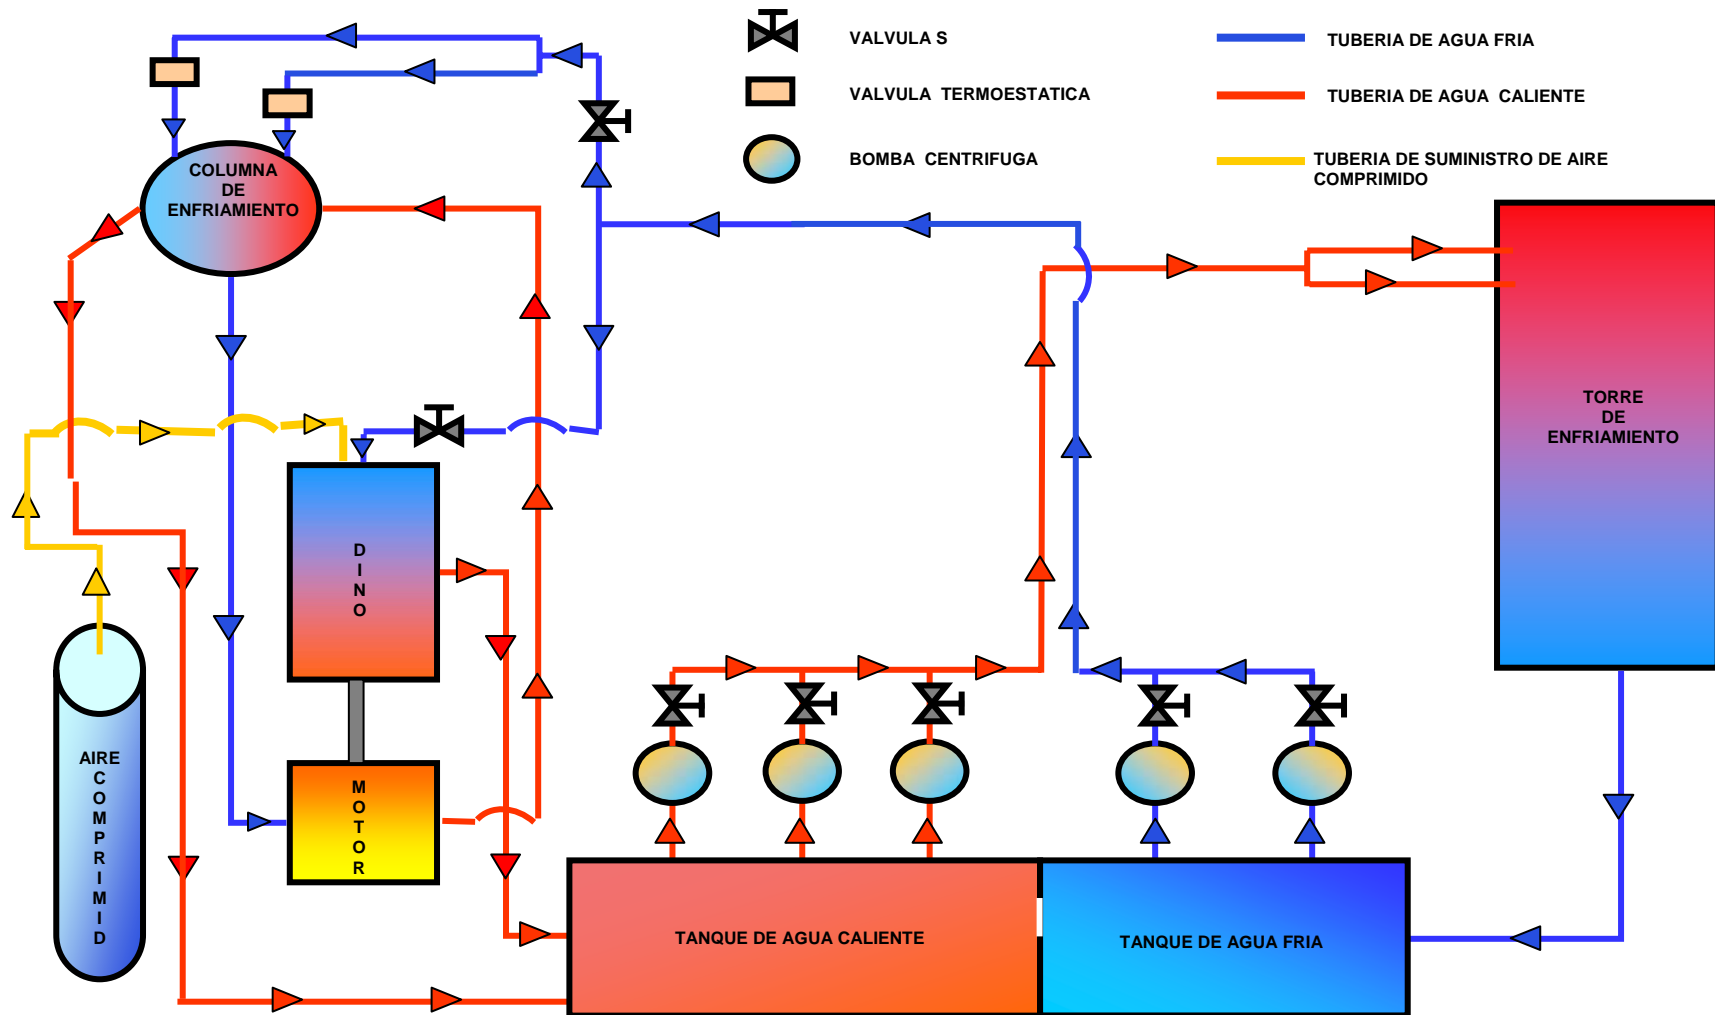 VALVULA S
TUBERIA DE AGUA FRIA
VALVULA TERMOESTATICA
TUBERIA DE AGUA CALIENTE
BOMBA CENTRIFUGA
TUBERIA DE SUMINISTRO DE AIRE
COMPRIMIDO
COLUMNA
DE
ENFRIAMIENTO
TORRE
DE
ENFRIAMIENTO
D
I
N
O
AIRE
C
O
M
P
R
I
M
I
D
M
O
T
O
R
TANQUE DE AGUA CALIENTE
TANQUE DE AGUA FRIA